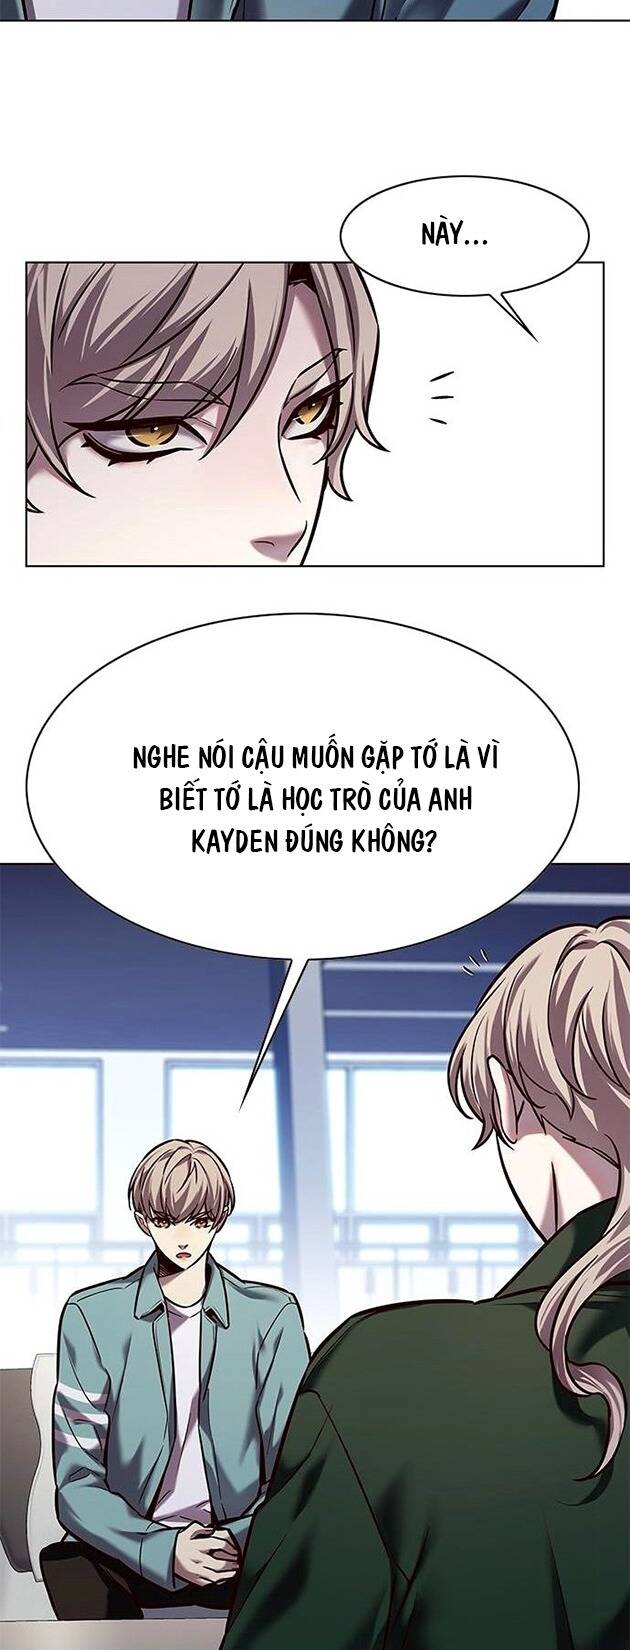 NÀY...
NGHE NÓI CẬU MUỐN GẶP TỚ LÀ VÌ
BIẾT TỚ LÀ HỌC TRÒ CỦA ANH
KAYDEN ĐÚNG KHÔNG?